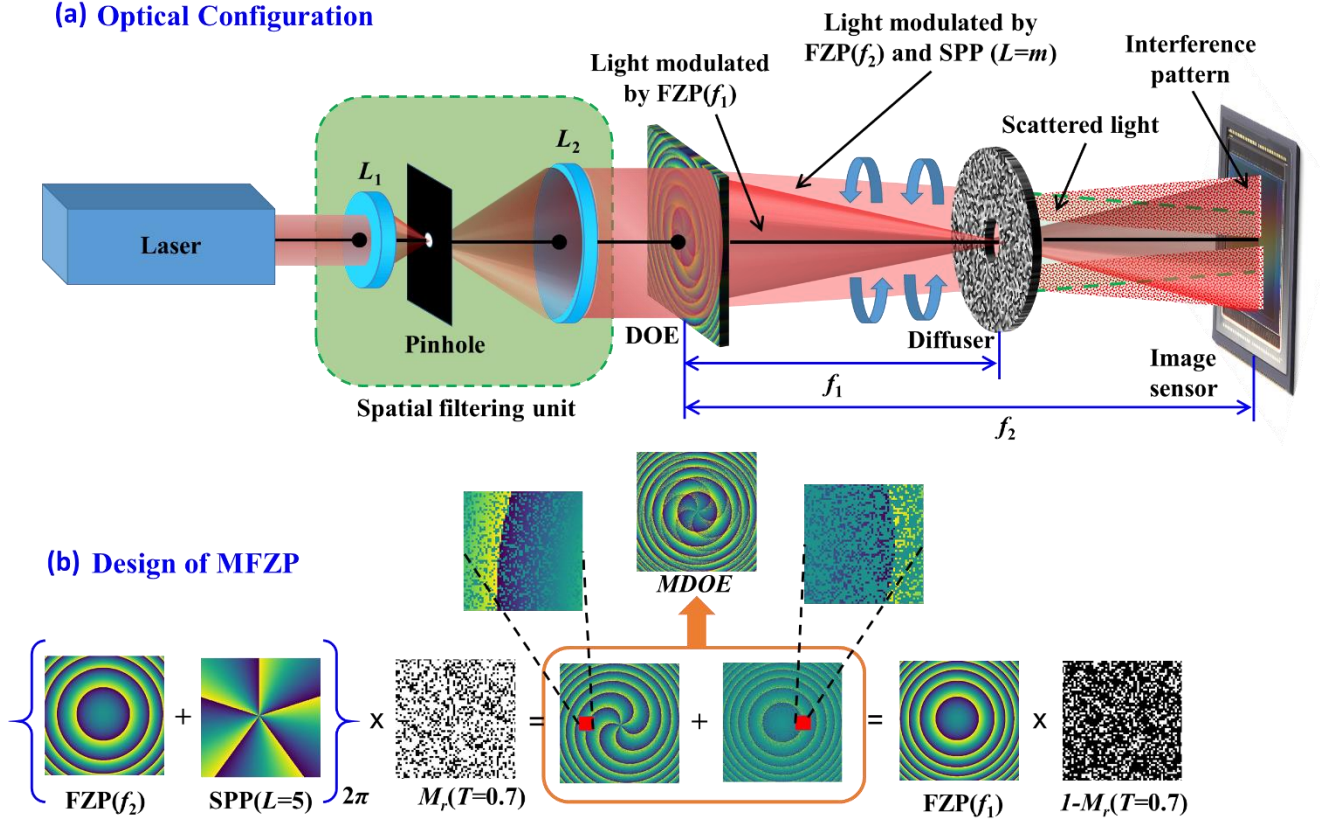 (a) Optical Configuration
Light modulated by
FZP(f₂) and SPP (L=m)
Interference
pattern
Light modulated
by FZP(f₁)
Scattered light
L₂
L₁
Laser
Pinhole
DOE
Diffuser
Image
sensor
Spatial filtering unit
f₁
f₂
(b) Design of MFZP
MDOE
+
x
=
+
=
x
FZP(f₂)
SPP(L=5)
2π
Mᵣ(T=0.7)
FZP(f₁)
1-Mᵣ(T=0.7)